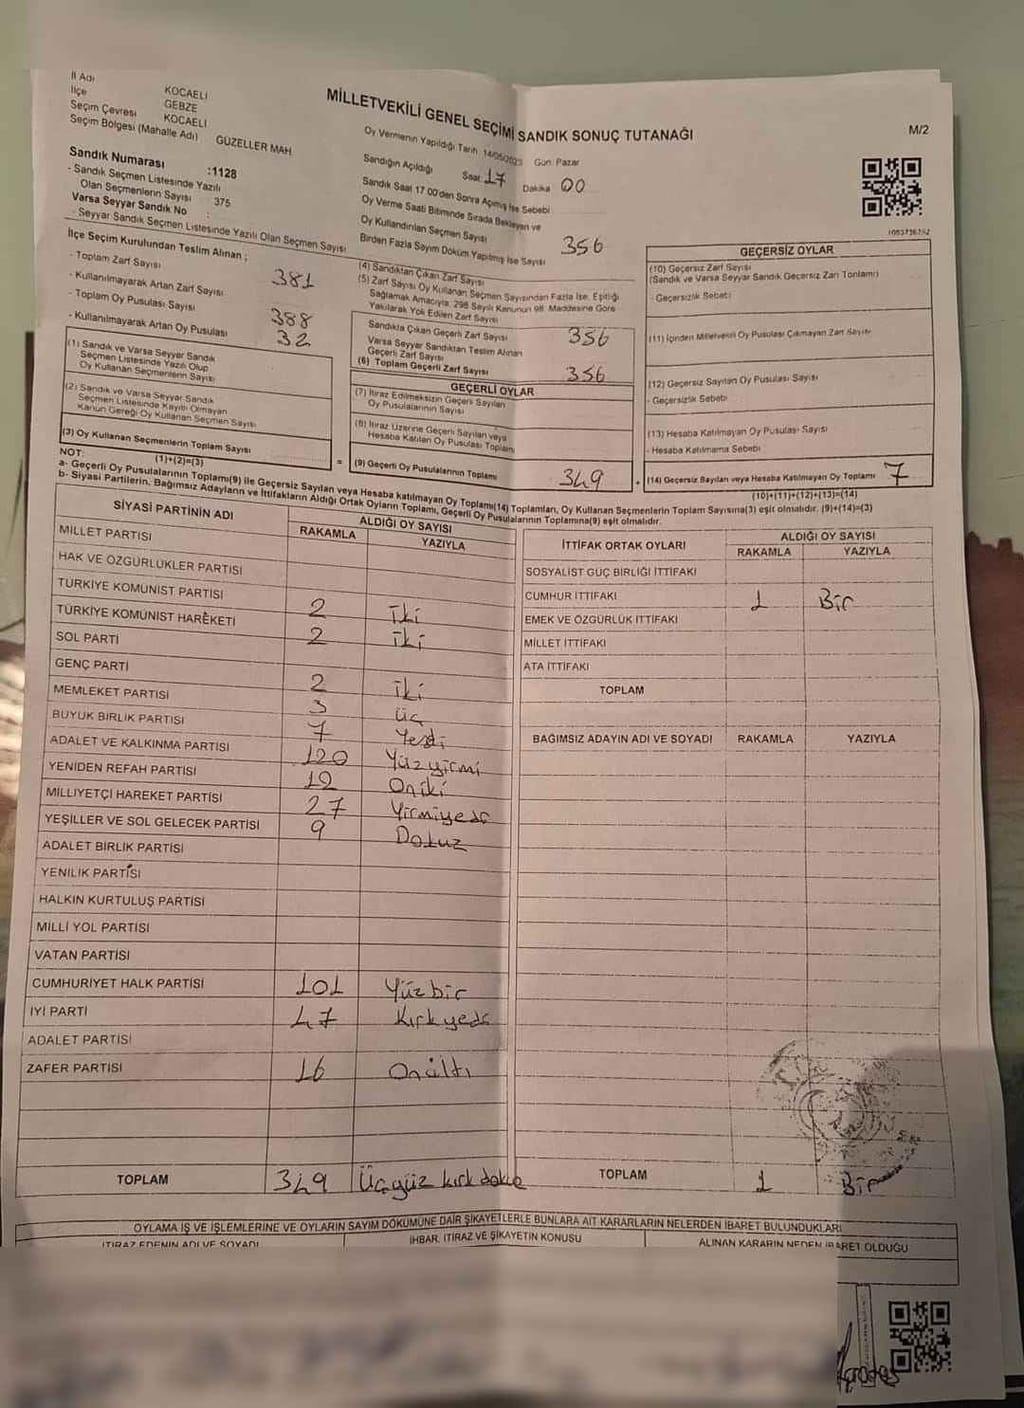 İl Adı KOCAELİ
İlçe GEBZE
Seçim Çevresi KOCAELİ
Seçim Bölgesi (Mahalle Adı) GÜZELLER MAH
MİLLETVEKİLİ GENEL SEÇİMİ SANDIK SONUÇ TUTANAĞI
M/2
Oy Vermenin Yapıldığı Tarih 14/05/2023 Gün: Pazar
Sandığın Açıldığı Saat 17 Dakika 00
Sandık Saat 17 00'den Sonra Açılmış İse Sebebi
Oy Verme Saati Bitiminde Sırada Bekleyen ve
Oy Kullandırılan Seçmen Sayısı
Birden Fazla Sayım Döküm Yapılmış İse Sayısı
356
Sandık Numarası :1128
- Sandık Seçmen Listesinde Yazılı
Olan Seçmenlerin Sayısı 375
Varsa Seyyar Sandık No :
- Seyyar Sandık Seçmen Listesinde Yazılı Olan Seçmen Sayısı
İlçe Seçim Kurulundan Teslim Alınan ;
- Toplam Zarf Sayısı 381
- Kullanılmayarak Artan Zarf Sayısı
- Toplam Oy Pusulası Sayısı 388
- Kullanılmayarak Artan Oy Pusulası 32
(1) Sandık ve Varsa Seyyar Sandık
Seçmen Listesinde Yazılı Olup
Oy Kullanan Seçmenlerin Sayısı
(2) Sandık ve Varsa Seyyar Sandık
Seçmen Listesinde Kayıtlı Olmayan
Kanun Gereği Oy Kullanan Seçmen Sayısı
(3) Oy Kullanan Seçmenlerin Toplam Sayısı
(1)+(2)=(3)
(4) Sandıktan Çıkan Zarf Sayısı
(5) Zarf Sayısı Oy Kullanan Seçmen Sayısından Fazla İse, Eşitliği
Sağlamak Amacıyla, 298 Sayılı Kanunun 98. Maddesine Göre
Yakılarak Yok Edilen Zarf Sayısı
Sandıkta Çıkan Geçerli Zarf Sayısı 356
Varsa Seyyar Sandıktan Teslim Alınan
Geçerli Zarf Sayısı
(6) Toplam Geçerli Zarf Sayısı 356
GEÇERLİ OYLAR
(7) İtiraz Edilmeksizin Geçerli Sayılan
Oy Pusulalarının Sayısı
(8) İtiraz Üzerine Geçerli Sayılan veya
Hesaba Katılan Oy Pusulası Toplamı
= (9) Geçerli Oy Pusulalarının Toplamı 349
GEÇERSİZ OYLAR
(10) Geçersiz Zarf Sayısı
(Sandık ve Varsa Seyyar Sandık Geçersiz Zarf Toplamı)
- Geçersizlik Sebebi
(11) İçinden Milletvekili Oy Pusulası Çıkmayan Zarf Sayısı
(12) Geçersiz Sayılan Oy Pusulası Sayısı
- Geçersizlik Sebebi
(13) Hesaba Katılmayan Oy Pusulası Sayısı
- Hesaba Katılmama Sebebi
+ (14) Geçersiz Sayılan veya Hesaba Katılmayan Oy Toplamı 7
(10)+(11)+(12)+(13)=(14)
NOT:
a- Geçerli Oy Pusulalarının Toplamı(9) ile Geçersiz Sayılan veya Hesaba katılmayan Oy Toplamı(14) Toplamları, Oy Kullanan Seçmenlerin Toplam Sayısına(3) eşit olmalıdır. (9)+(14)=(3)
b- Siyasi Partilerin, Bağımsız Adayların ve İttifakların Aldığı Ortak Oyların Toplamı, Geçerli Oy Pusulalarının Toplamına(9) eşit olmalıdır.
SİYASİ PARTİNİN ADI ALDIĞI OY SAYISI
RAKAMLA YAZIYLA
MİLLET PARTİSİ
HAK VE ÖZGÜRLÜKLER PARTİSİ
TÜRKİYE KOMÜNİST PARTİSİ
TÜRKİYE KOMÜNİST HAREKETİ 2 İki
SOL PARTİ 2 İki
GENÇ PARTİ
MEMLEKET PARTİSİ 2 İki
BÜYÜK BİRLİK PARTİSİ 3 Üç
ADALET VE KALKINMA PARTİSİ 7 Yedi
YENİDEN REFAH PARTİSİ 120 Yüzyirmi
MİLLİYETÇİ HAREKET PARTİSİ 12 Oniki
YEŞİLLER VE SOL GELECEK PARTİSİ 27 Yirmiyedi
ADALET BİRLİK PARTİSİ 9 Dokuz
YENİLİK PARTİSİ
HALKIN KURTULUŞ PARTİSİ
MİLLİ YOL PARTİSİ
VATAN PARTİSİ
CUMHURİYET HALK PARTİSİ 101 Yüzbir
İYİ PARTİ 47 Kırkyedi
ADALET PARTİSİ
ZAFER PARTİSİ 16 Onaltı
TOPLAM 349 Üçyüz kırk dokuz
İTTİFAK ORTAK OYLARI ALDIĞI OY SAYISI
RAKAMLA YAZIYLA
SOSYALİST GÜÇ BİRLİĞİ İTTİFAKI
CUMHUR İTTİFAKI 1 Bir
EMEK VE ÖZGÜRLÜK İTTİFAKI
MİLLET İTTİFAKI
ATA İTTİFAKI
TOPLAM
BAĞIMSIZ ADAYIN ADI VE SOYADI RAKAMLA YAZIYLA
TOPLAM 1 Bir
OYLAMA İŞ VE İŞLEMLERİNE VE OYLARIN SAYIM DÖKÜMÜNE DAİR ŞİKAYETLERLE BUNLARA AİT KARARLARIN NELERDEN İBARET BULUNDUKLARI
İTİRAZ EDENİN ADI VE SOYADI İHBAR, İTİRAZ VE ŞİKAYETİN KONUSU ALINAN KARARIN NEDEN İBARET OLDUĞU